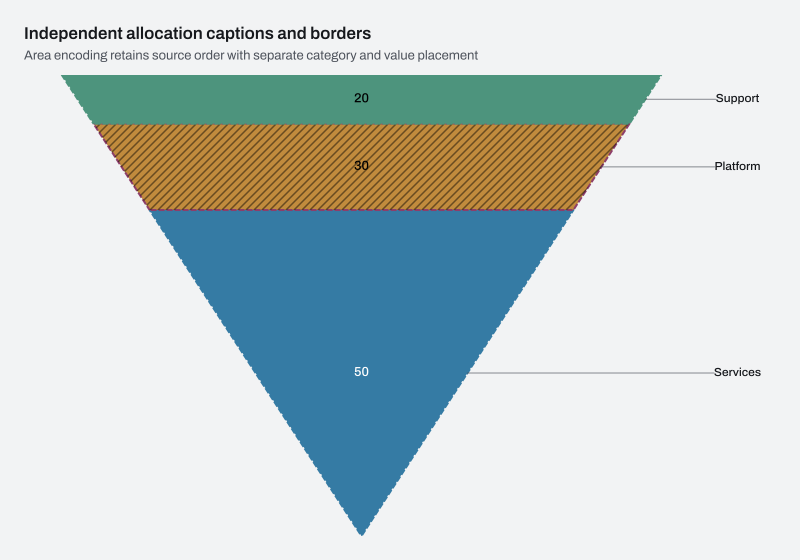 Independent allocation captions and borders
Area encoding retains source order with separate category and value placement
20
Support
30
Platform
50
Services